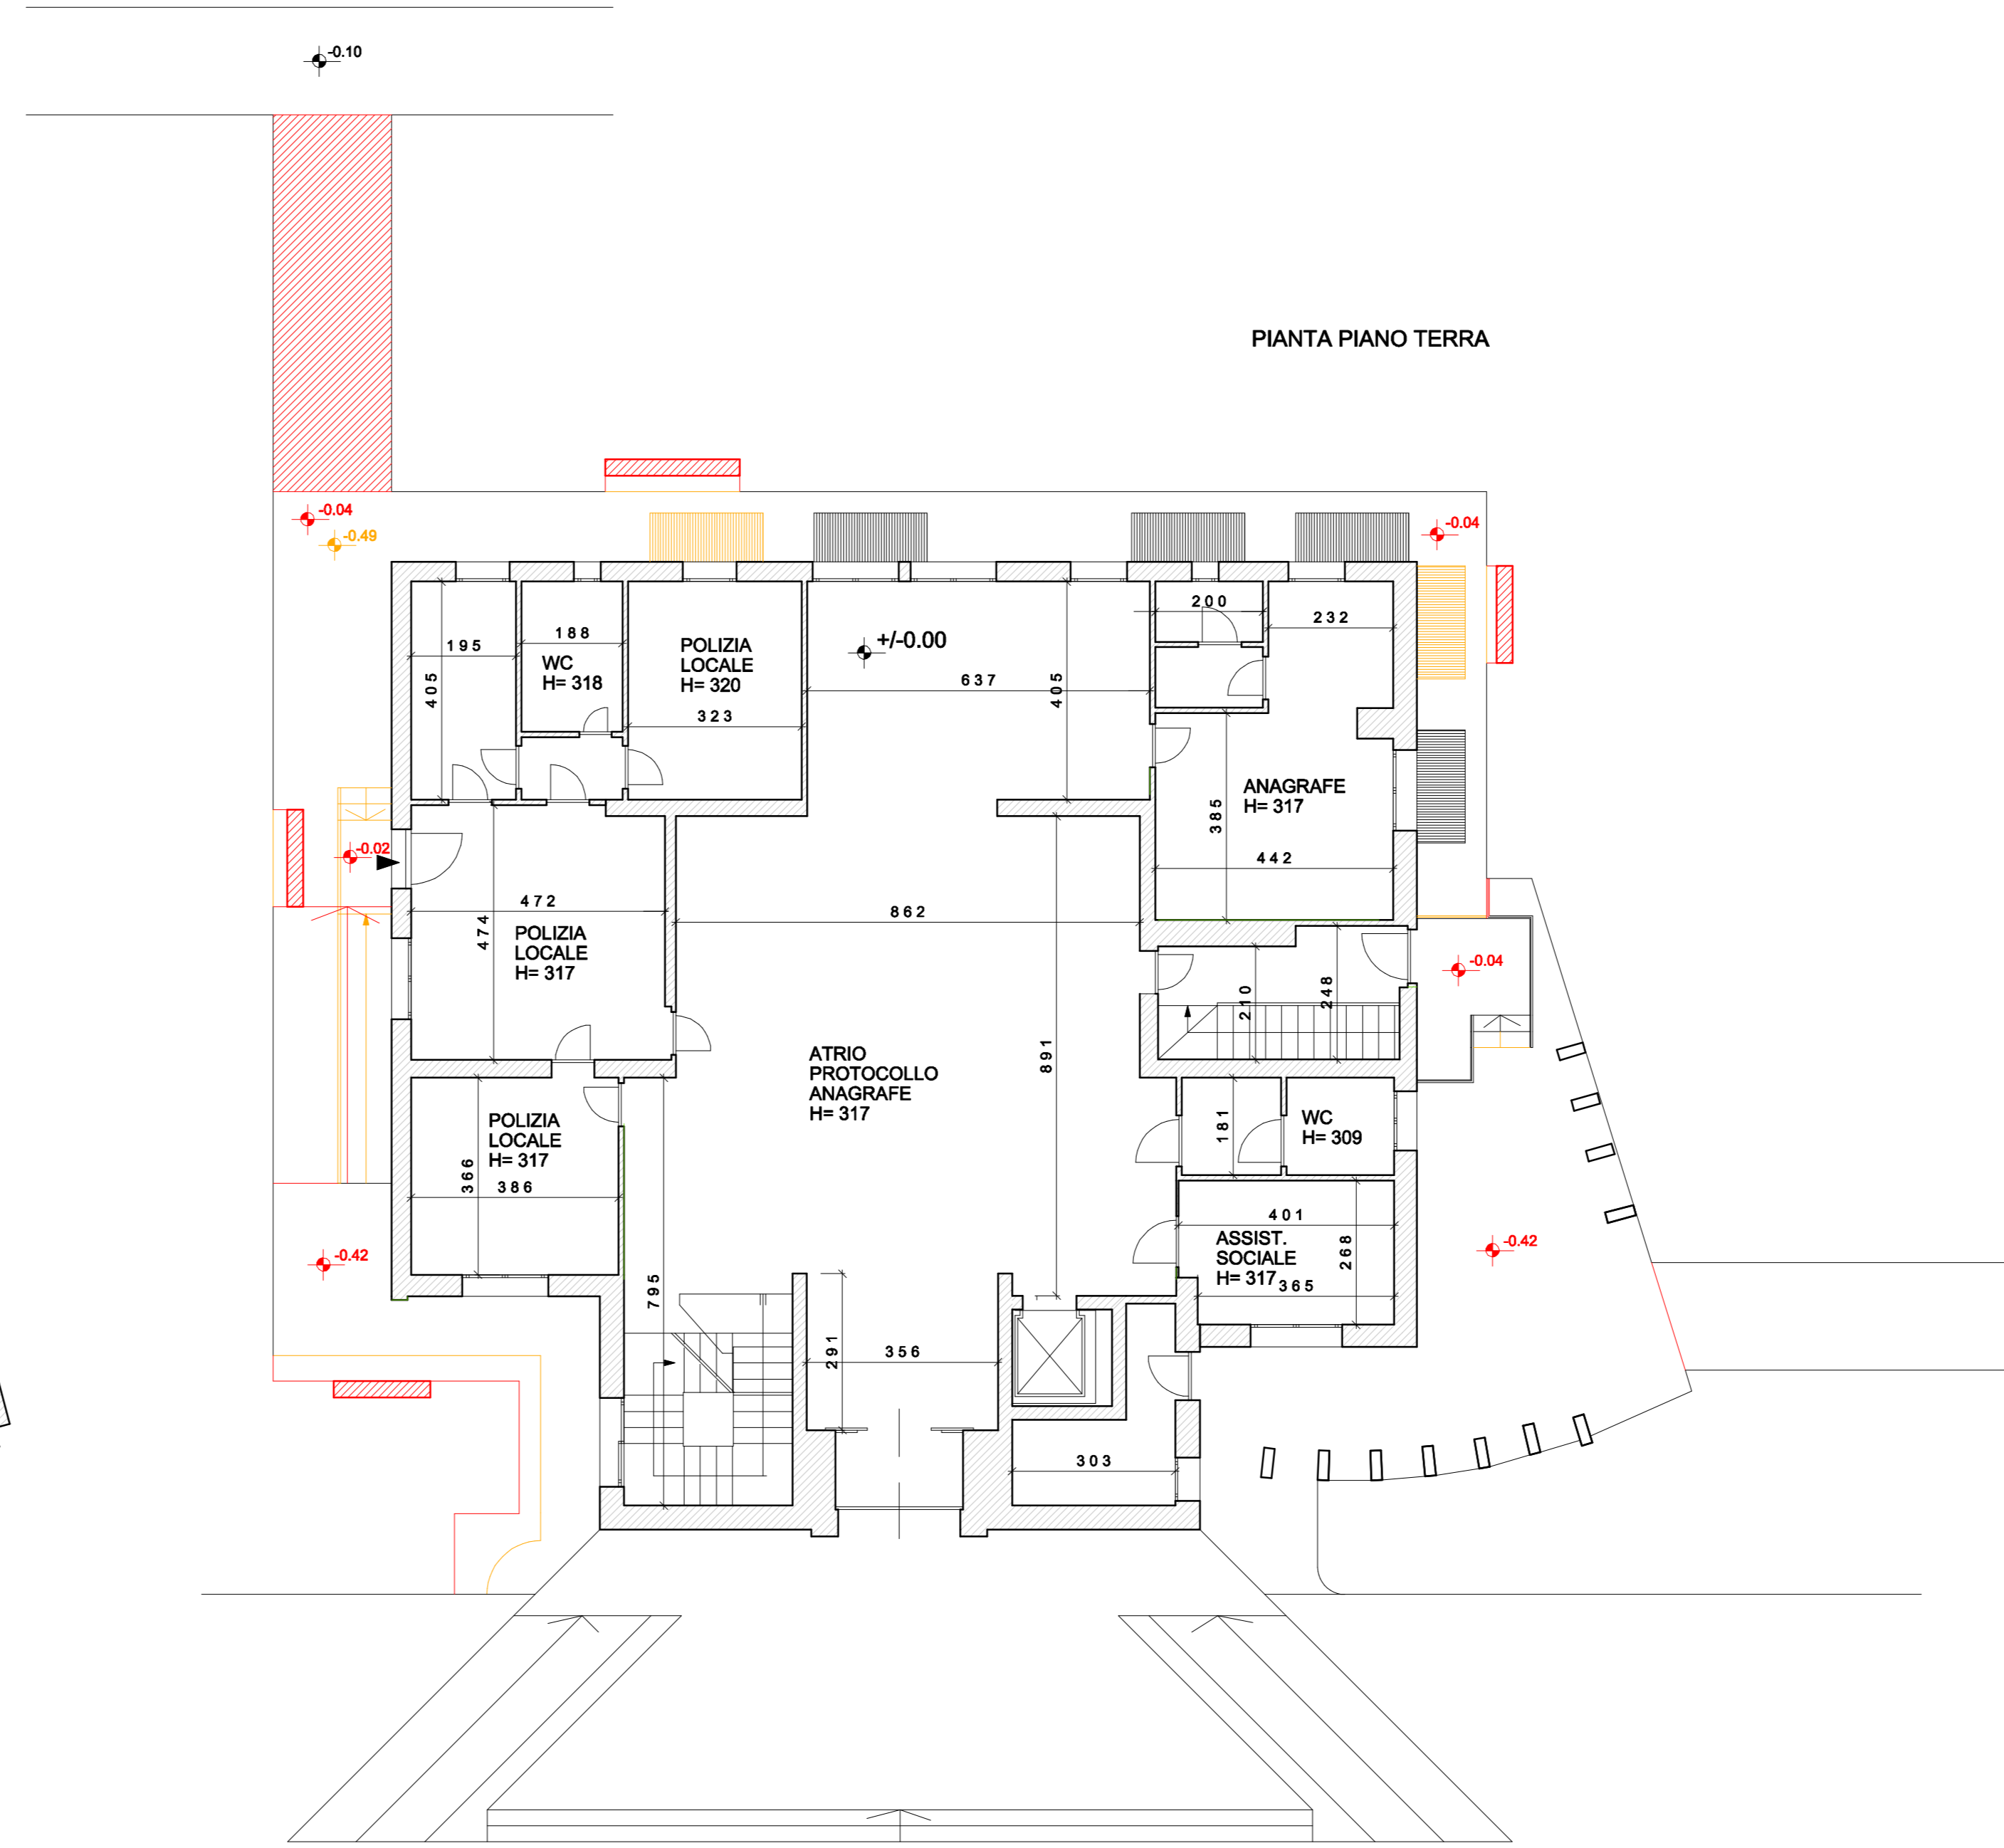 -0.10
PIANTA PIANO TERRA
-0.04
-0.49
-0.04
200
232
195
188
WC
H= 318
POLIZIA
LOCALE
H= 320
+/-0.00
405
637
405
323
ANAGRAFE
H= 317
385
442
-0.02
472
474
POLIZIA
LOCALE
H= 317
862
-0.04
210
248
891
ATRIO
PROTOCOLLO
ANAGRAFE
H= 317
POLIZIA
LOCALE
H= 317
366
386
181
WC
H= 309
401
ASSIST.
SOCIALE
H= 317
268
365
-0.42
-0.42
795
291
356
303